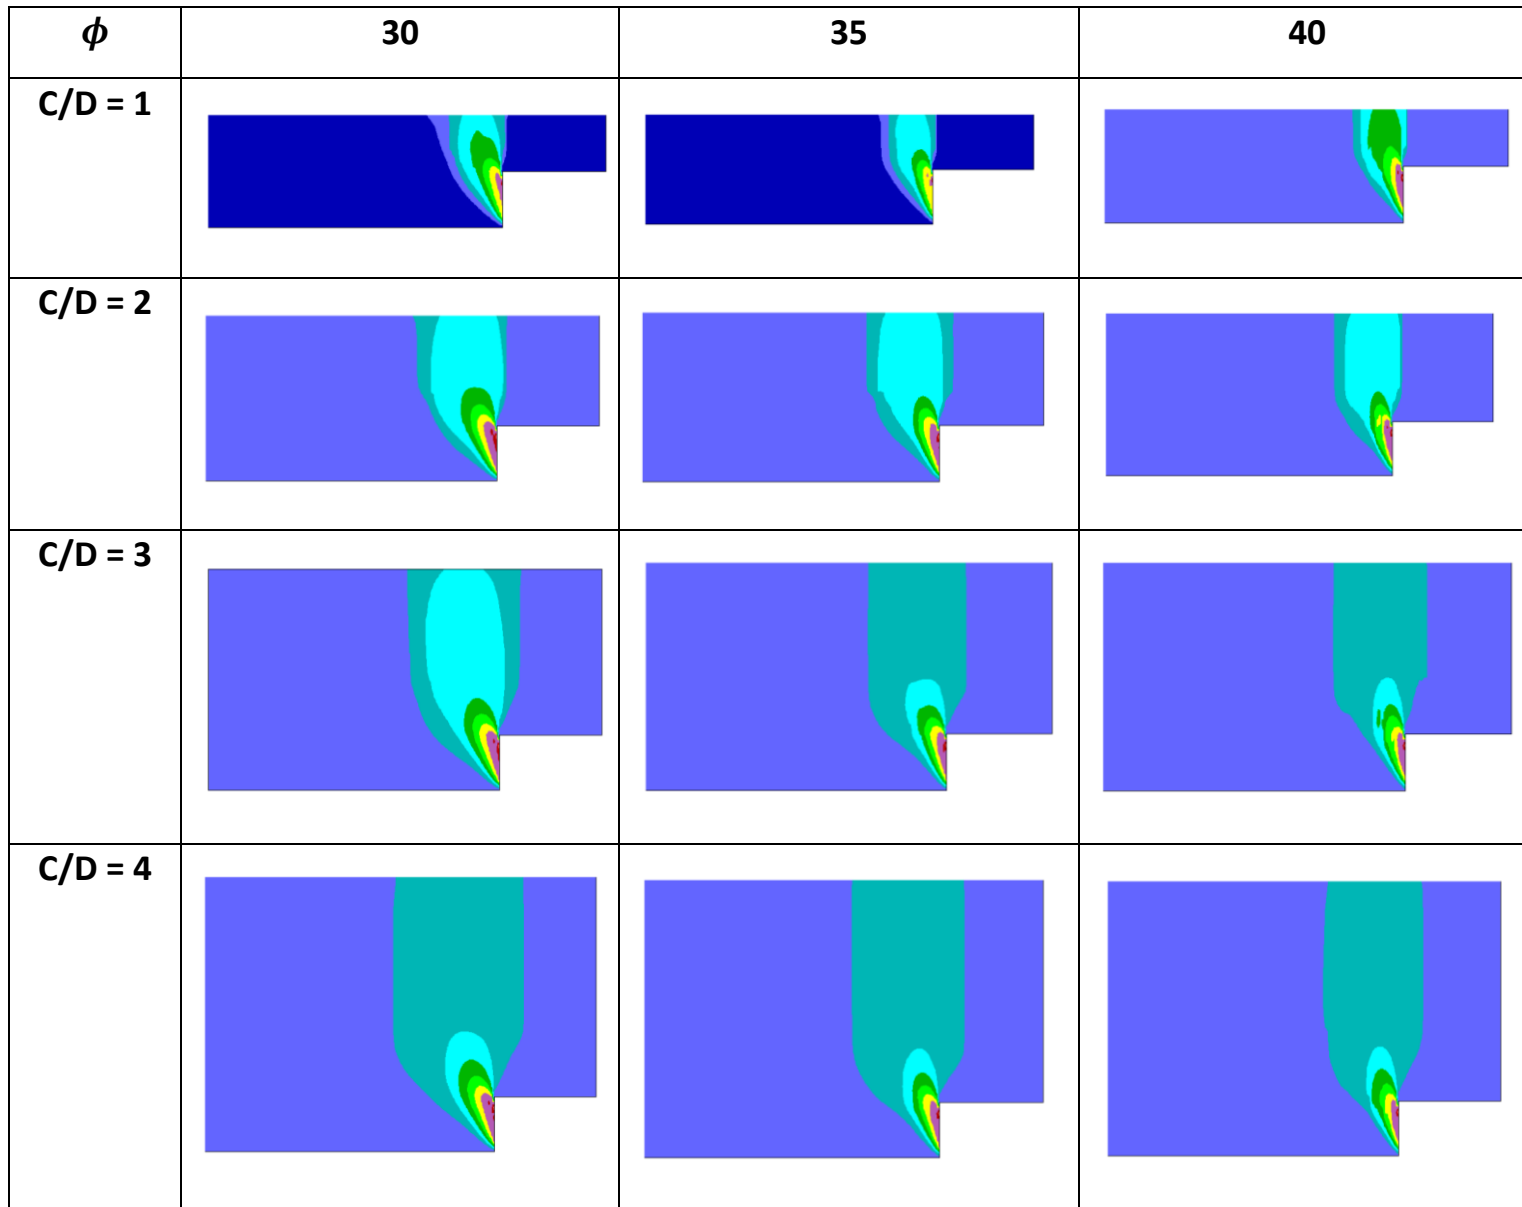 ϕ 30 35 40
C/D = 1
C/D = 2
C/D = 3
C/D = 4